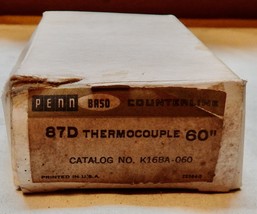 PENN BASO COUNTERLINE
87D THERMOCOUPLE 60"
CATALOG NO. K16BA-060
PRINTED IN U.S.A.